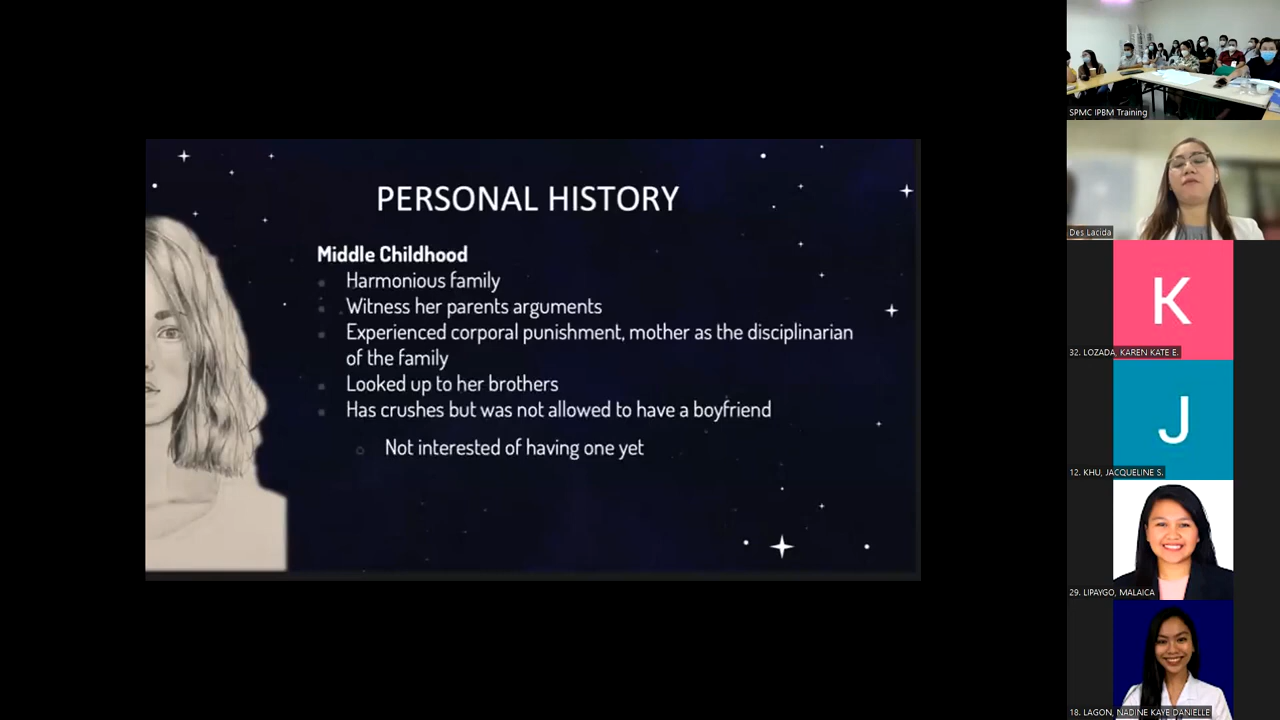 PERSONAL HISTORY
Middle Childhood
Harmonious family
Witness her parents arguments
Experienced corporal punishment, mother as the disciplinarian
of the family
Looked up to her brothers
Has crushes but was not allowed to have a boyfriend
Not interested of having one yet
SPMC IPBM Training
Des Lacida
K
32. LOZADA, KAREN KATE E.
J
12. KHU, JACQUELINE S.
29. LIPAYGO, MALAICA
18. LAGON, NADINE KAYE DANIELLE